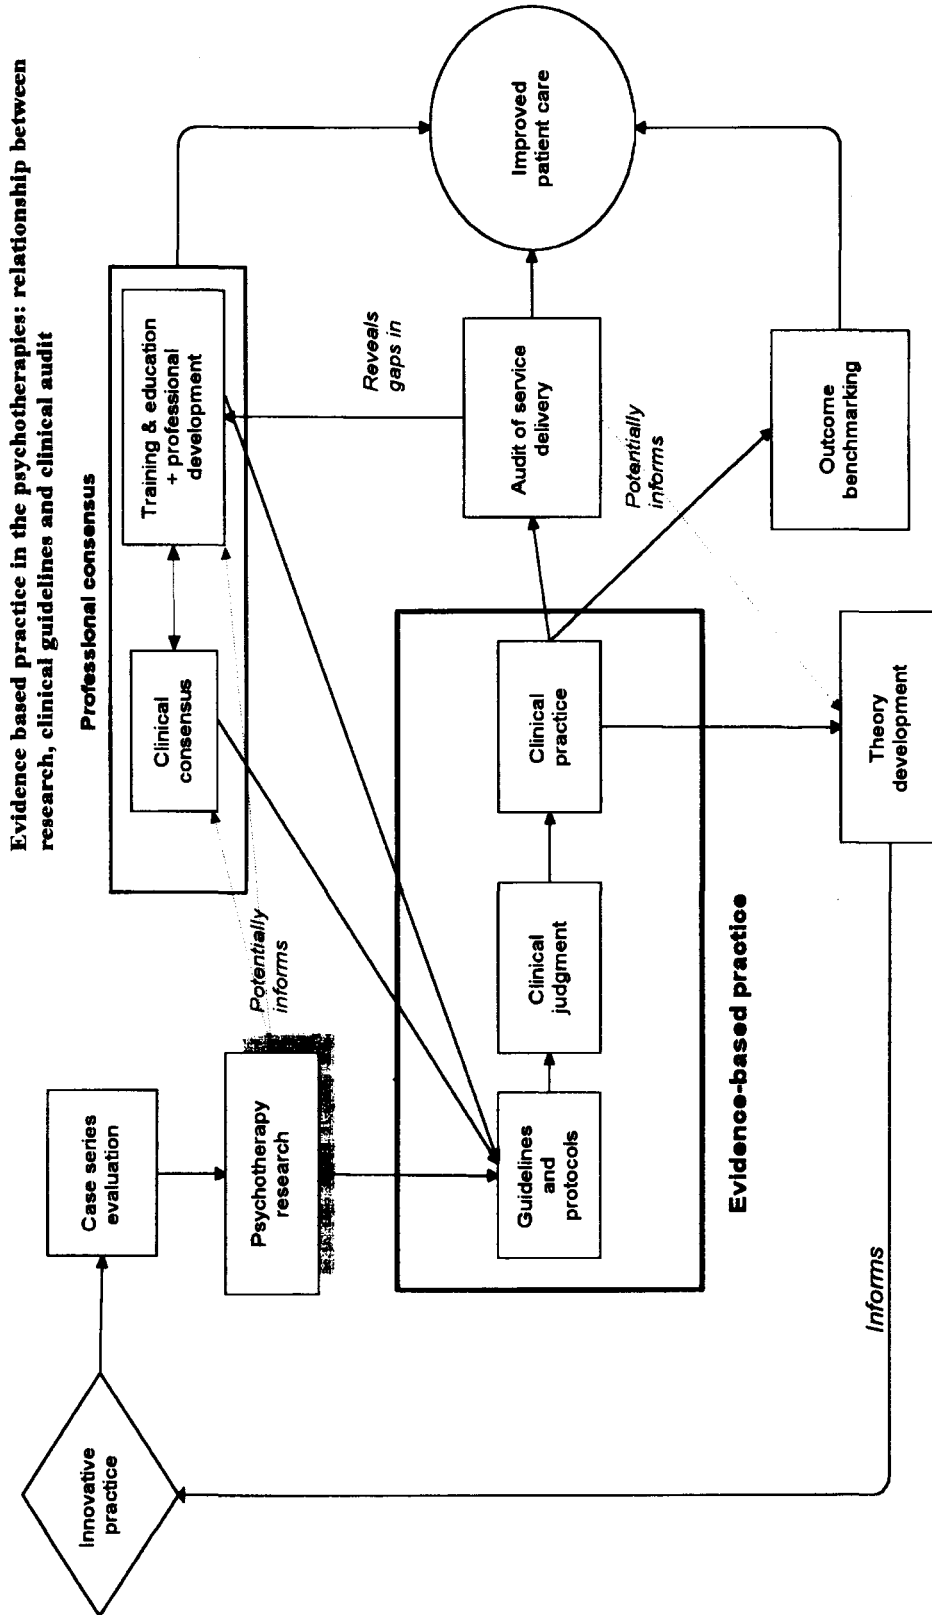 Evidence based practice in the psychotherapies: relationship between
research, clinical guidelines and clinical audit
Innovative
practice
Case series
evaluation
Psychotherapy
research
Potentially
informs
Professional consensus
Clinical
consensus
Training & education
+ professional
development
Reveals
gaps in
Guidelines
and
protocols
Clinical
judgment
Clinical
practice
Evidence-based practice
Audit of service
delivery
Improved
patient care
Potentially
informs
Outcome
benchmarking
Theory
development
Informs